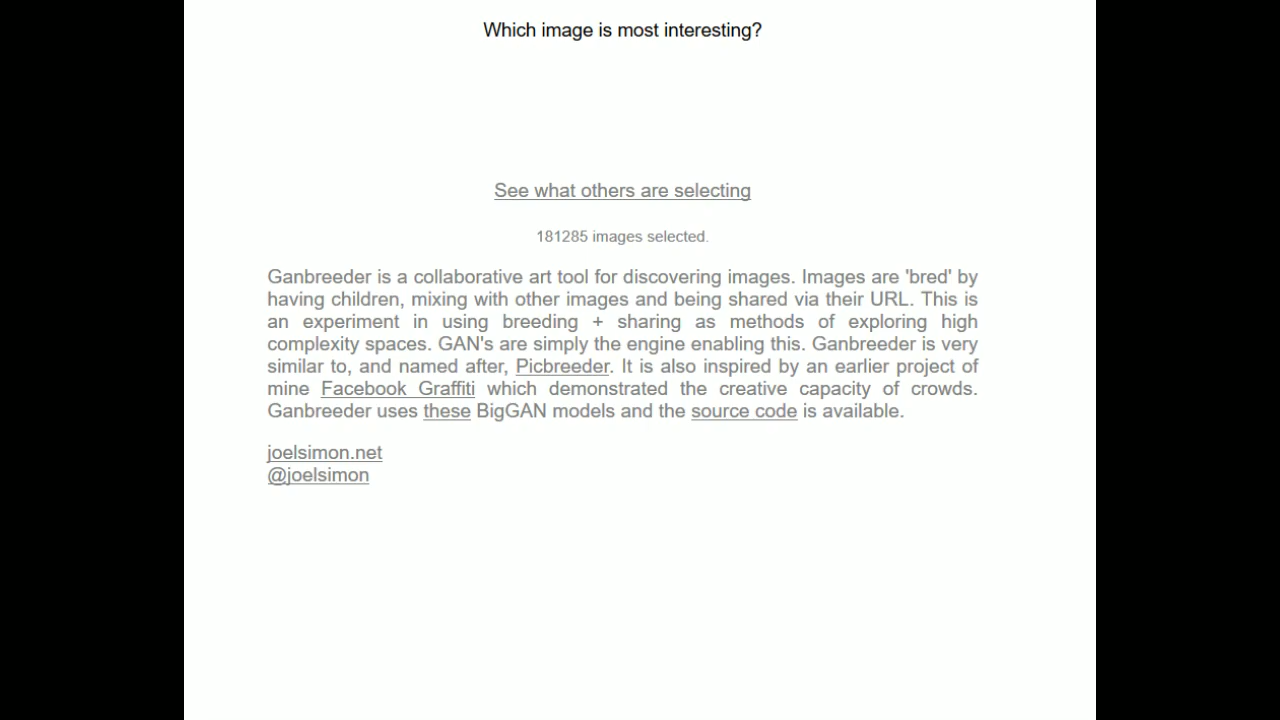 Which image is most interesting?
See what others are selecting
181285 images selected.
Ganbreeder is a collaborative art tool for discovering images. Images are 'bred' by
having children, mixing with other images and being shared via their URL. This is
an experiment in using breeding + sharing as methods of exploring high
complexity spaces. GAN's are simply the engine enabling this. Ganbreeder is very
similar to, and named after, Picbreeder. It is also inspired by an earlier project of
mine Facebook Graffiti which demonstrated the creative capacity of crowds.
Ganbreeder uses these BigGAN models and the source code is available.
joelsimon.net
@joelsimon